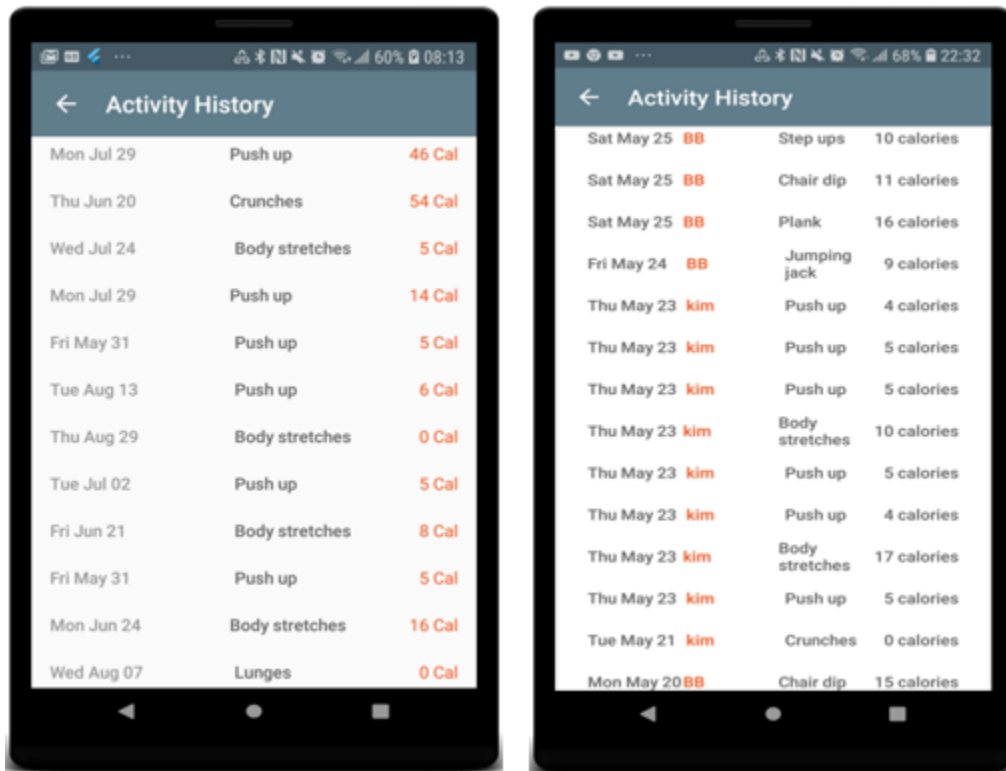 60% 08:13
Activity History
Mon Jul 29 Push up 46 Cal
Thu Jun 20 Crunches 54 Cal
Wed Jul 24 Body stretches 5 Cal
Mon Jul 29 Push up 14 Cal
Fri May 31 Push up 5 Cal
Tue Aug 13 Push up 6 Cal
Thu Aug 29 Body stretches 0 Cal
Tue Jul 02 Push up 5 Cal
Fri Jun 21 Body stretches 8 Cal
Fri May 31 Push up 5 Cal
Mon Jun 24 Body stretches 16 Cal
Wed Aug 07 Lunges 0 Cal
68% 22:32
Activity History
Sat May 25 BB Step ups 10 calories
Sat May 25 BB Chair dip 11 calories
Sat May 25 BB Plank 16 calories
Fri May 24 BB Jumping
jack 9 calories
Thu May 23 kim Push up 4 calories
Thu May 23 kim Push up 5 calories
Thu May 23 kim Push up 5 calories
Thu May 23 kim Body
stretches 10 calories
Thu May 23 kim Push up 5 calories
Thu May 23 kim Push up 4 calories
Thu May 23 kim Body
stretches 17 calories
Thu May 23 kim Push up 5 calories
Tue May 21 kim Crunches 0 calories
Mon May 20 BB Chair dip 15 calories